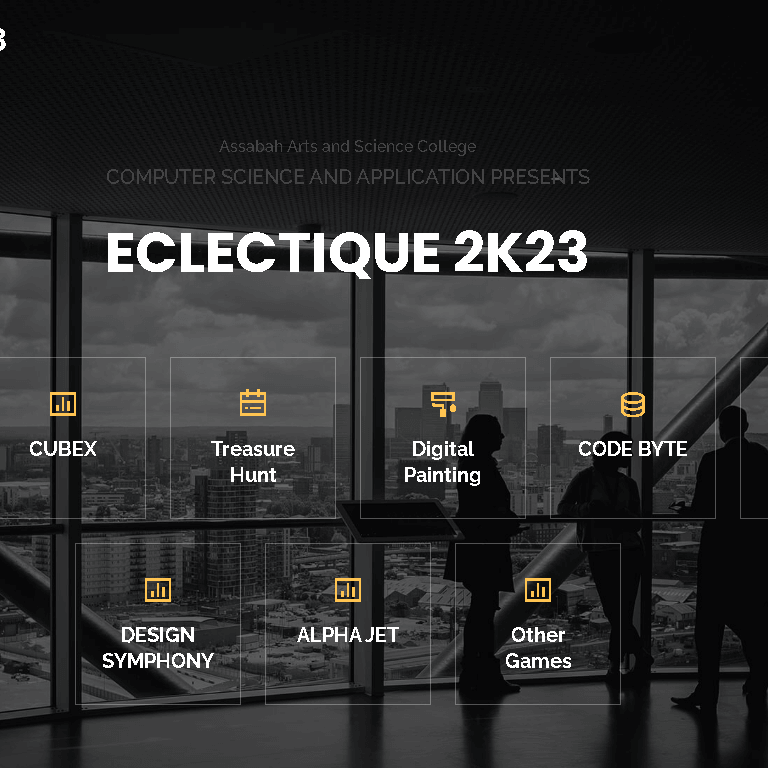 3
Assabah Arts and Science College
COMPUTER SCIENCE AND APPLICATION PRESENTS
ECLECTIQUE 2K23
CUBEX
Treasure
Hunt
Digital
Painting
CODE BYTE
DESIGN
SYMPHONY
ALPHA JET
Other
Games